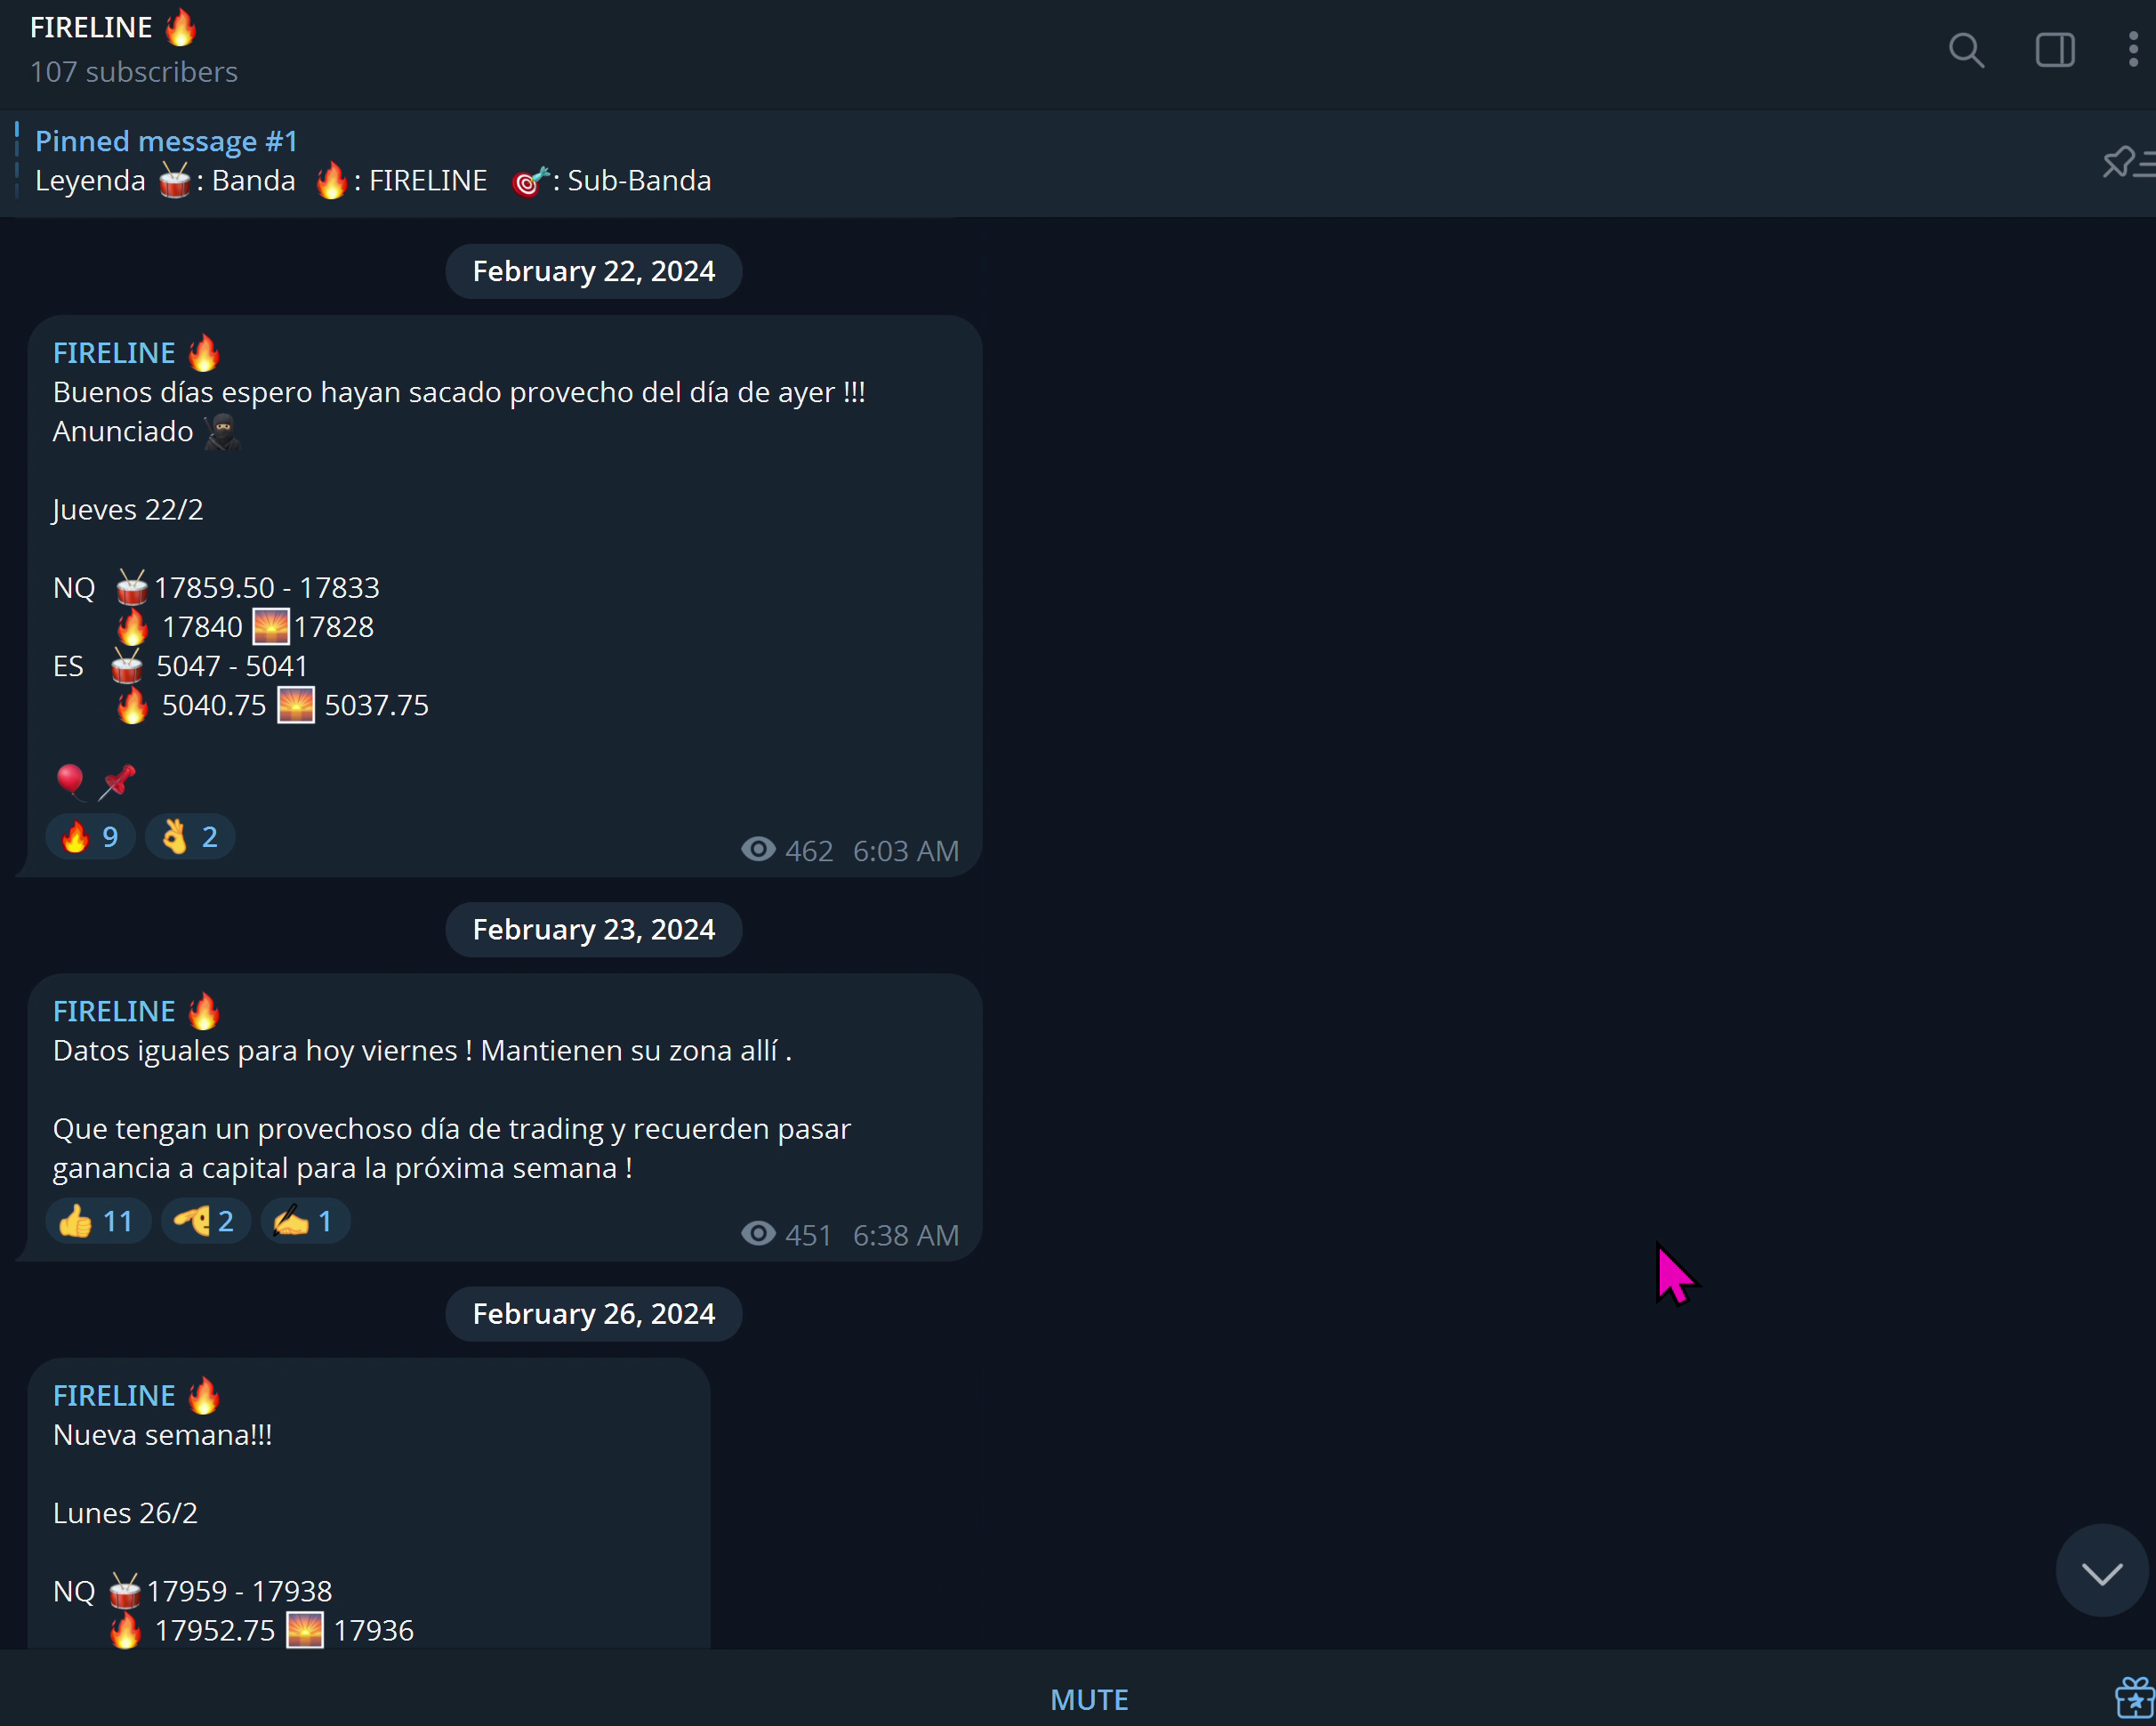 FIRELINE 🔥
107 subscribers
Pinned message #1
Leyenda 🥁: Banda 🔥: FIRELINE 🎯: Sub-Banda
February 22, 2024
FIRELINE 🔥
Buenos días espero hayan sacado provecho del día de ayer !!!
Anunciado 🥷
Jueves 22/2
NQ 🥁17859.50 - 17833
🔥 17840 🌅17828
ES 🥁 5047 - 5041
🔥 5040.75 🌅 5037.75
🎈 📌
🔥 9 👌 2
462 6:03 AM
February 23, 2024
FIRELINE 🔥
Datos iguales para hoy viernes ! Mantienen su zona allí .
Que tengan un provechoso día de trading y recuerden pasar
ganancia a capital para la próxima semana !
👍 11 🫡 2 ✍ 1
451 6:38 AM
February 26, 2024
FIRELINE 🔥
Nueva semana!!!
Lunes 26/2
NQ 🥁17959 - 17938
🔥 17952.75 🌅 17936
MUTE